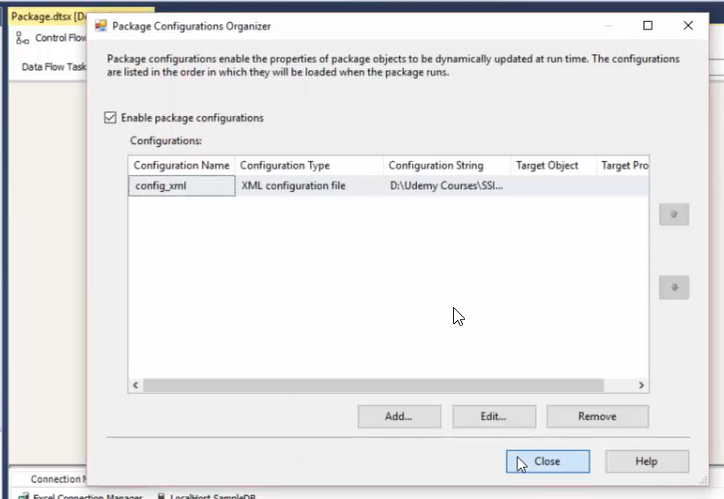 Package.dtsx [De
Package Configurations Organizer
Control Flow
Data Flow Task
Package configurations enable the properties of package objects to be dynamically updated at run time. The configurations
are listed in the order in which they will be loaded when the package runs.
Enable package configurations
Configurations:
Configuration Name Configuration Type Configuration String Target Object Target Pro
config_xml XML configuration file D:\Udemy Courses\SSI...
Add... Edit... Remove
Close Help
Connection M
Excel Connection Manager LocalHost.SampleDB